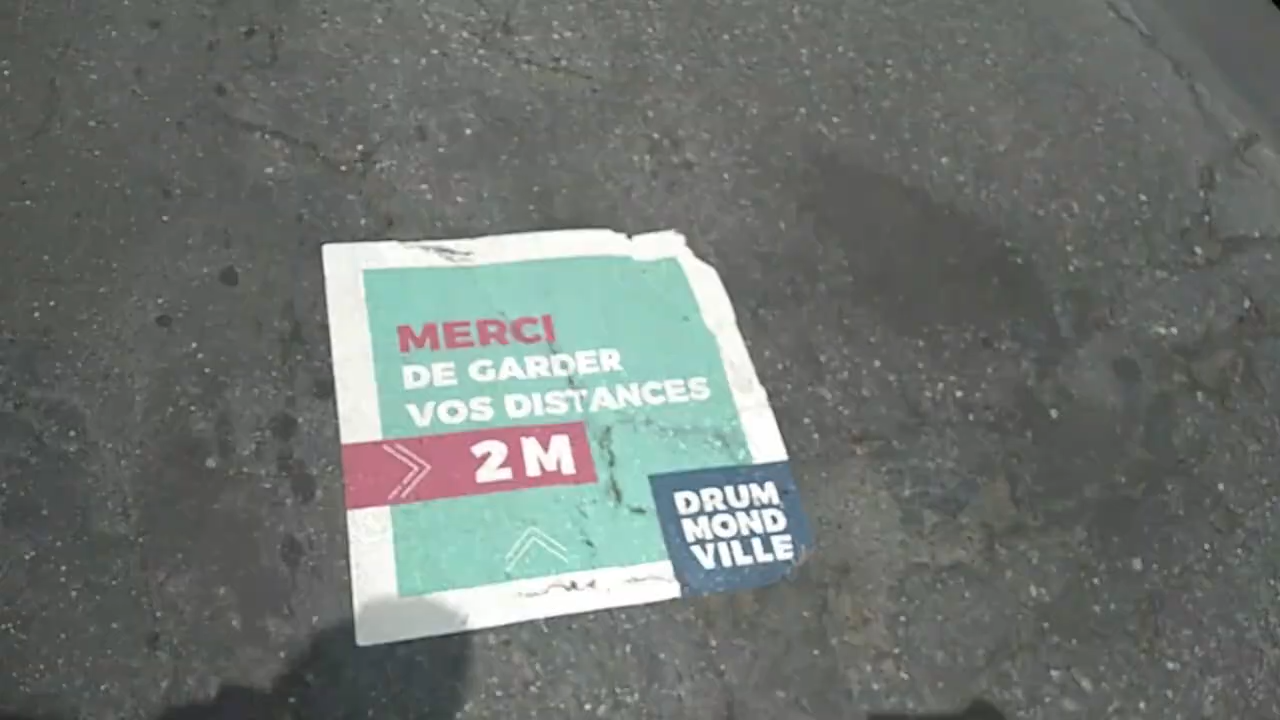 MERCI
DE GARDER
VOS DISTANCES
2 M
DRUM
MOND
VILLE